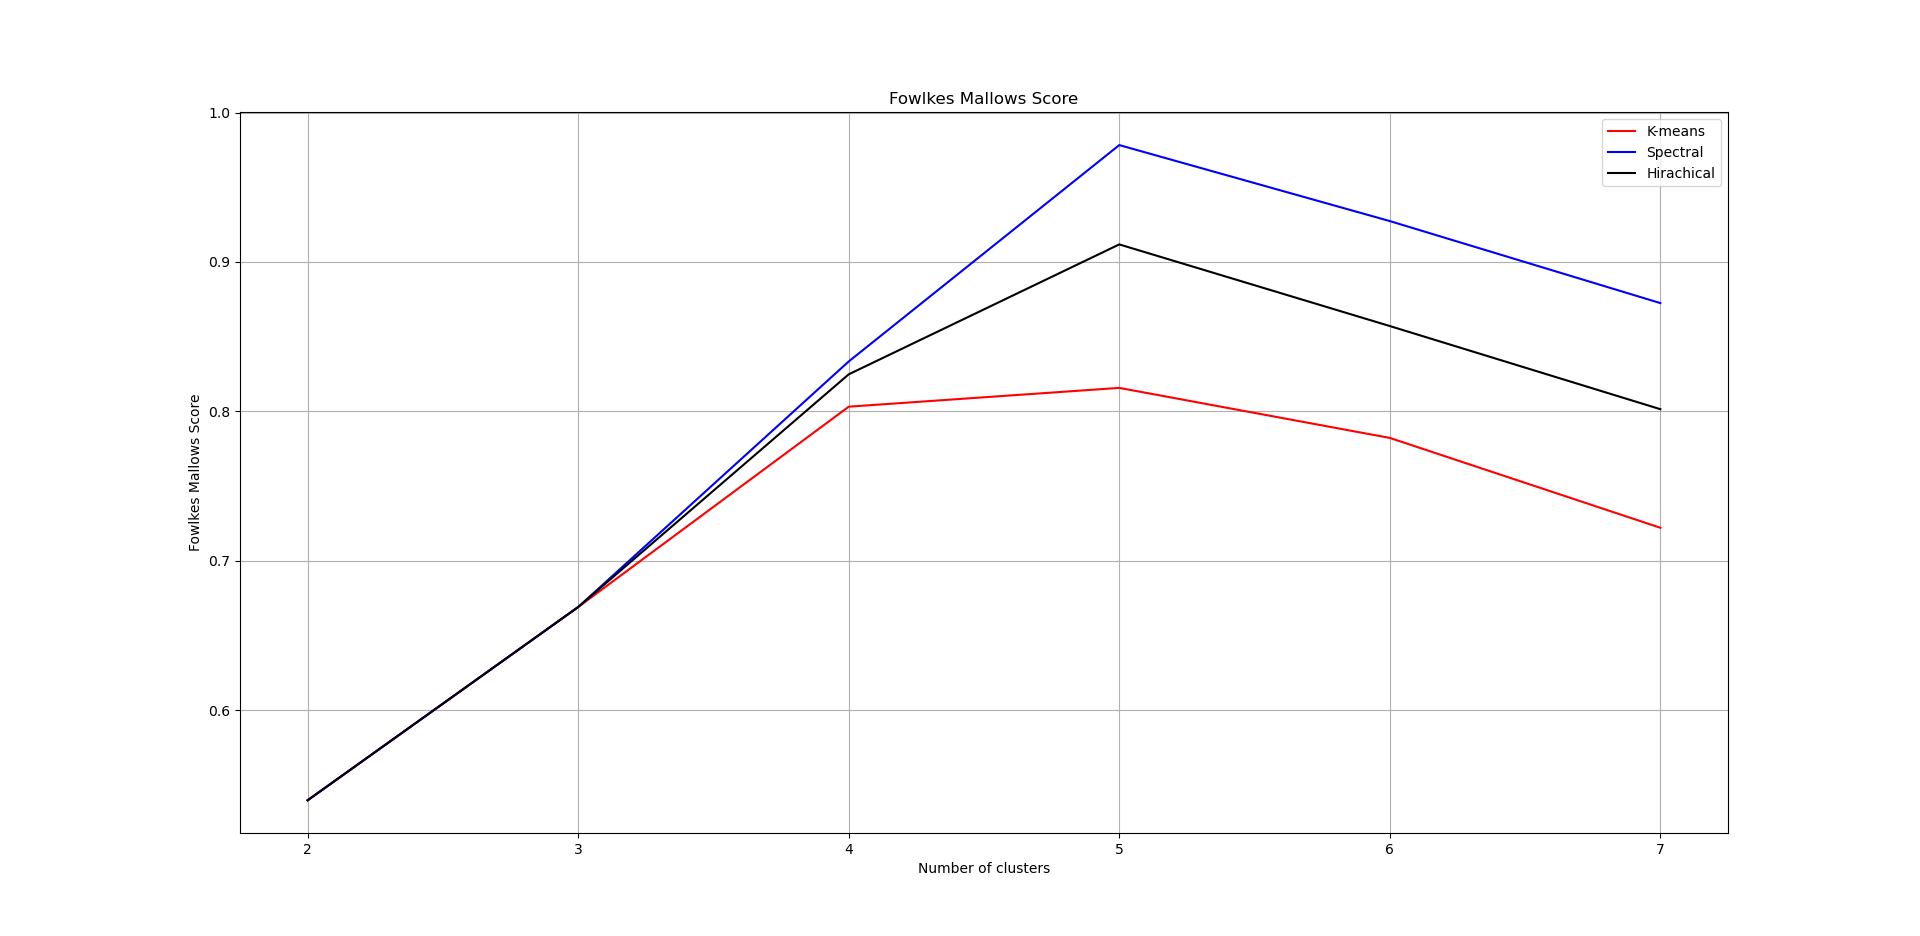 Fowlkes Mallows Score
1.0
0.9
0.8
0.7
0.6
Fowlkes Mallows Score
K-means
Spectral
Hirachical
2 3 4 5 6 7
Number of clusters